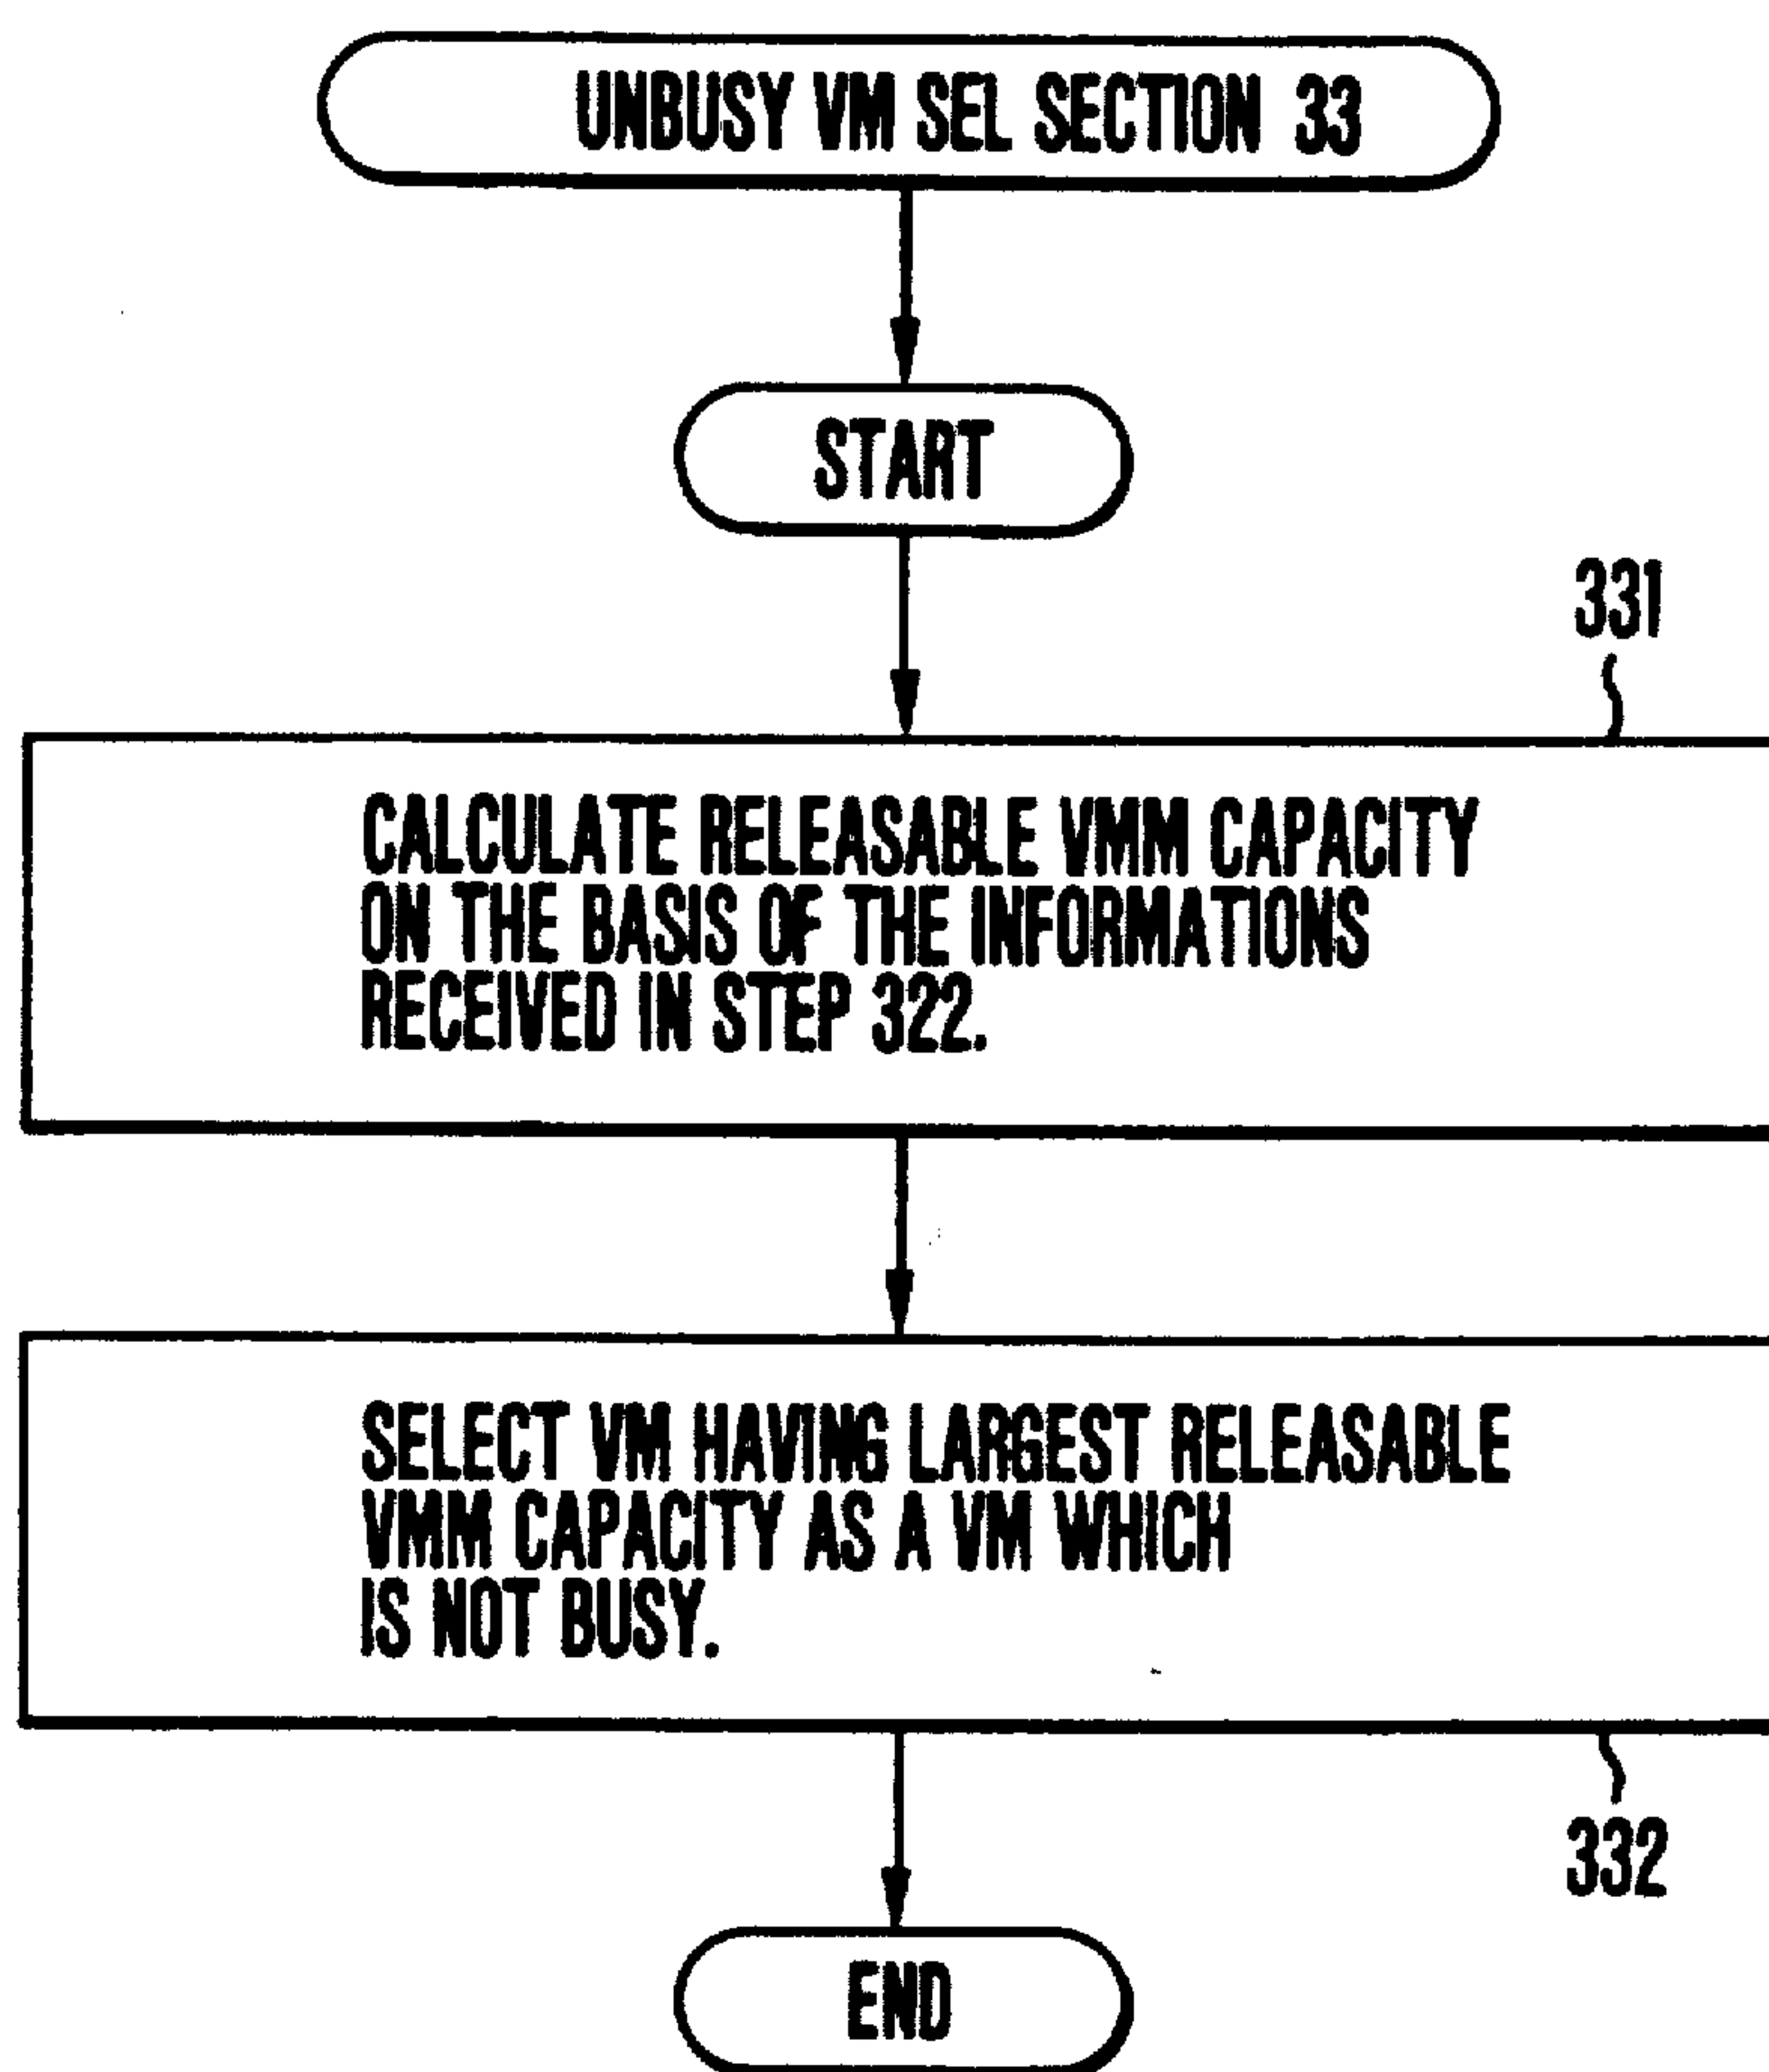 UNBUSY VM SEL SECTION 33
START
331
CALCULATE RELEASABLE VMM CAPACITY
ON THE BASIS OF THE INFORMATIONS
RECEIVED IN STEP 322.
SELECT VM HAVING LARGEST RELEASABLE
VMM CAPACITY AS A VM WHICH
IS NOT BUSY.
332
END